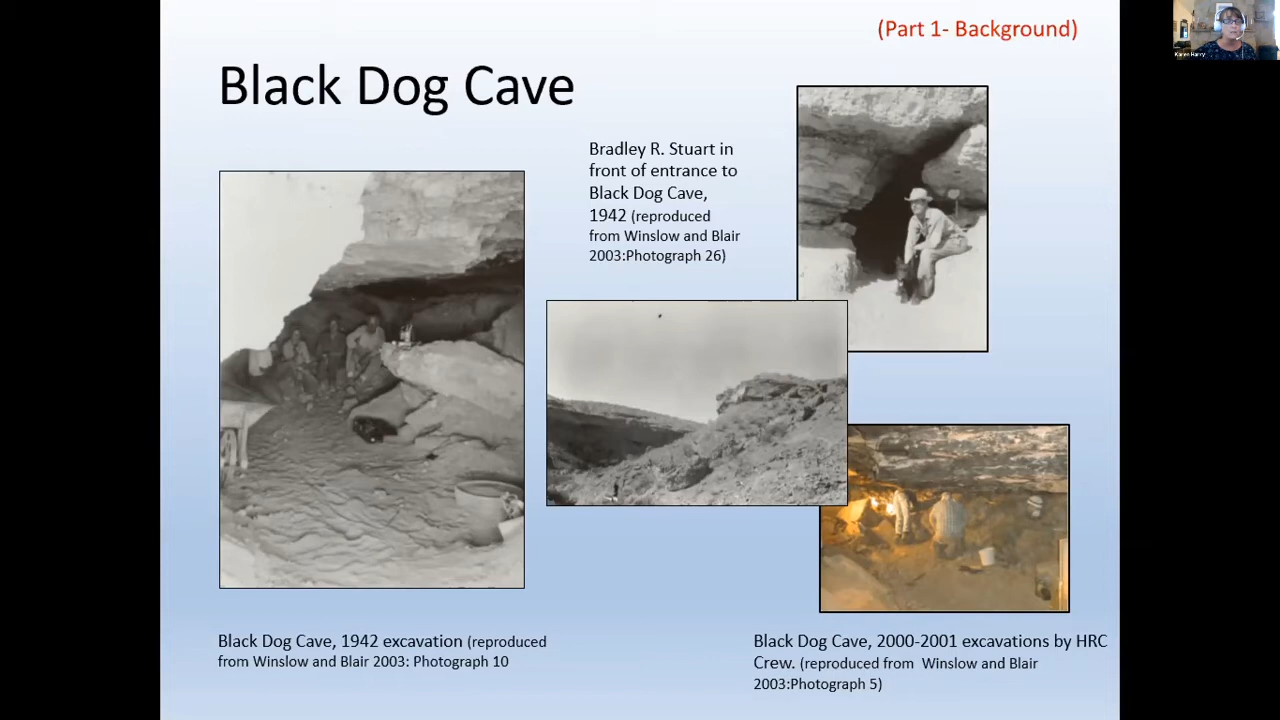 (Part 1- Background)
Karen Harry
Black Dog Cave
Bradley R. Stuart in
front of entrance to
Black Dog Cave,
1942 (reproduced
from Winslow and Blair
2003:Photograph 26)
Black Dog Cave, 1942 excavation (reproduced
from Winslow and Blair 2003: Photograph 10
Black Dog Cave, 2000-2001 excavations by HRC
Crew. (reproduced from  Winslow and Blair
2003:Photograph 5)